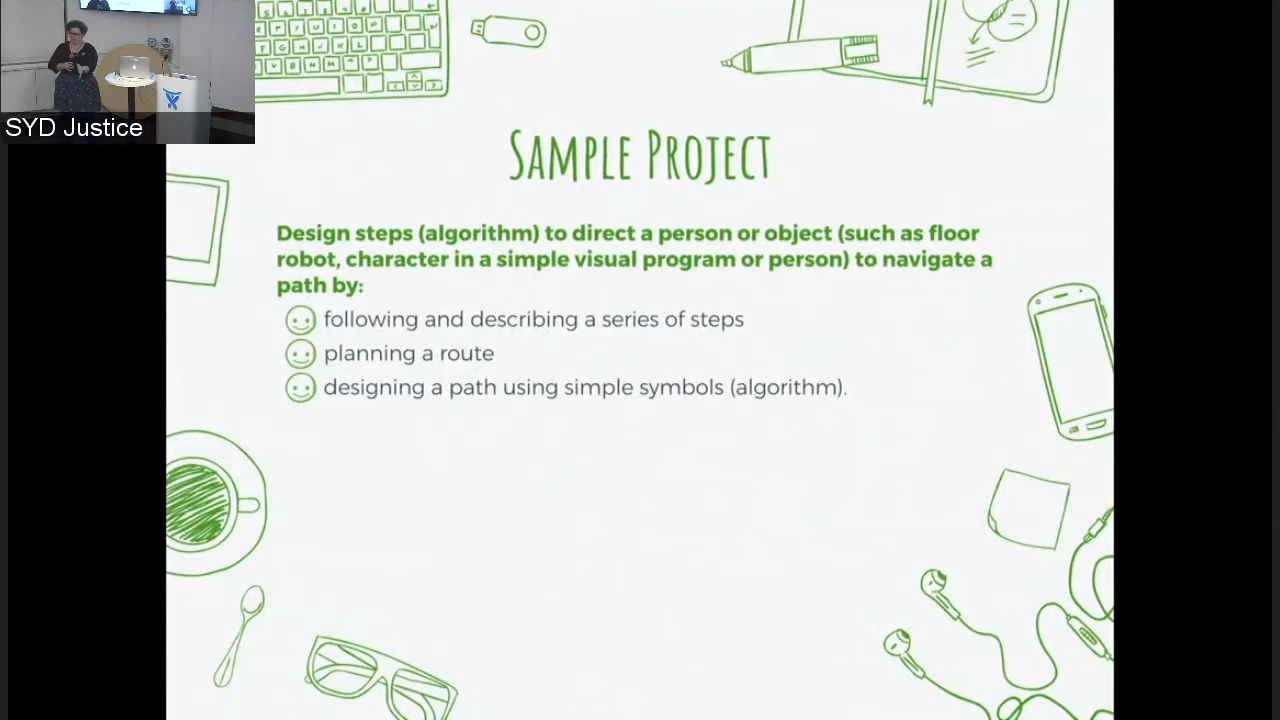 SYD Justice
Sample Project
Design steps (algorithm) to direct a person or object (such as floor
robot, character in a simple visual program or person) to navigate a
path by:
following and describing a series of steps
planning a route
designing a path using simple symbols (algorithm).